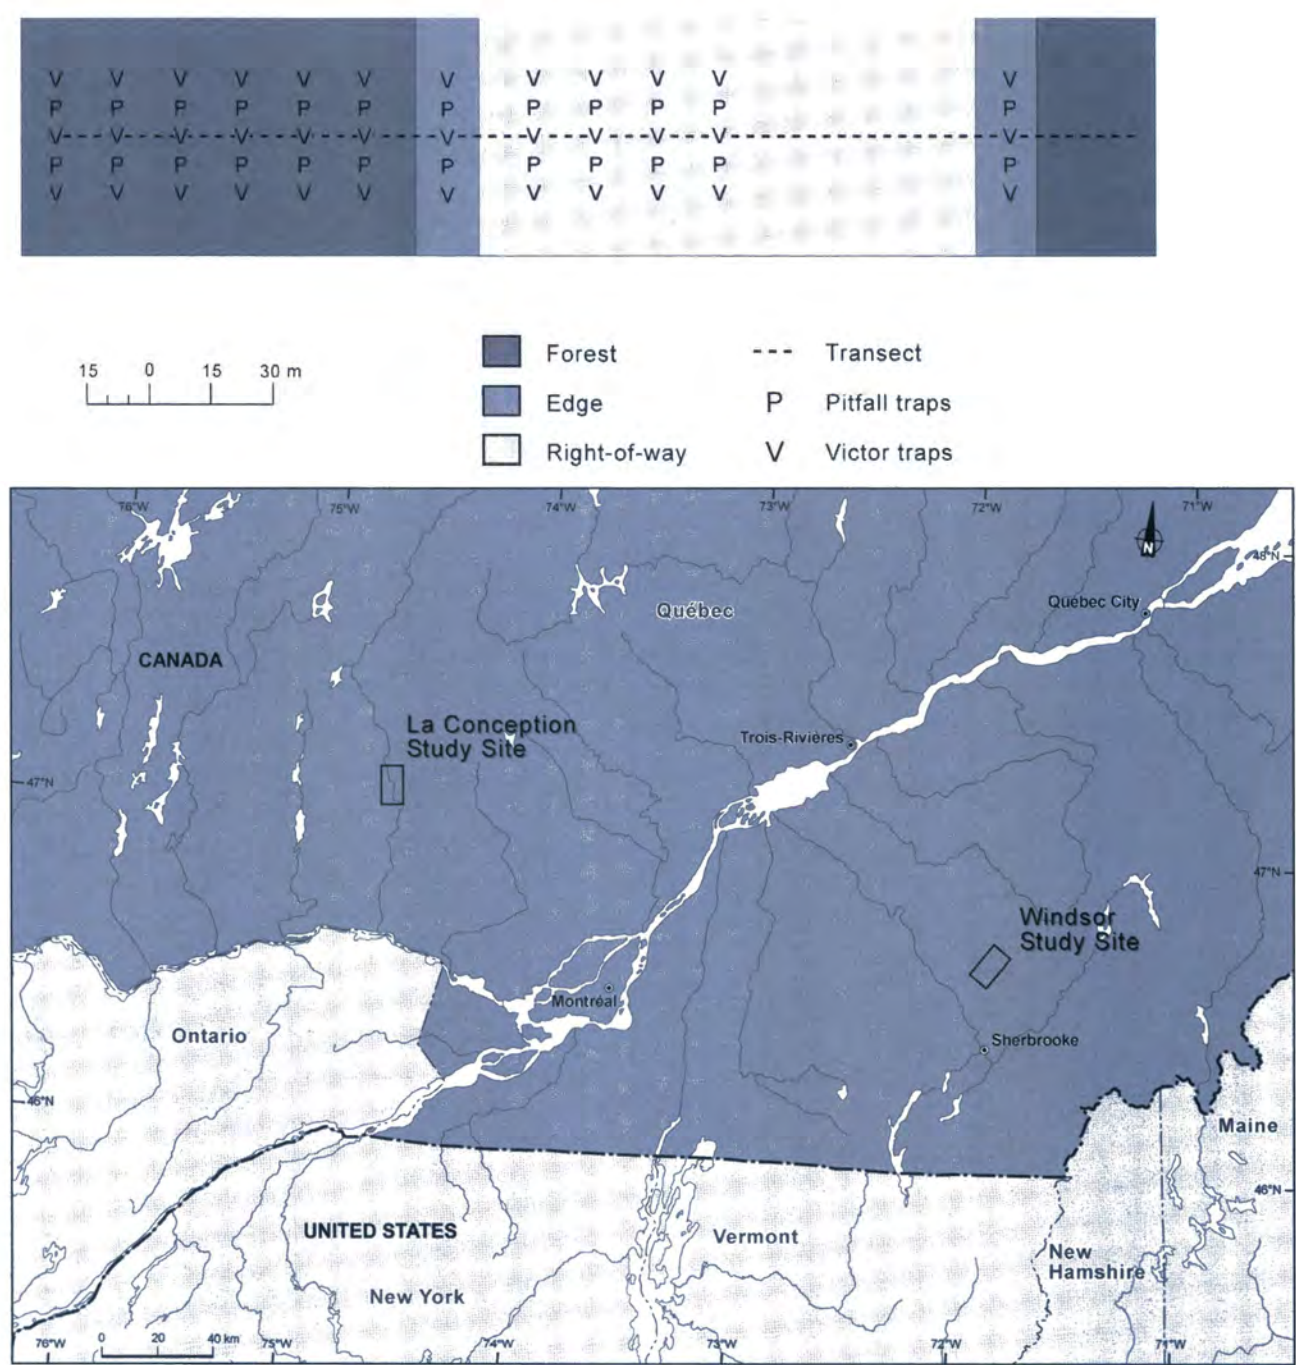 V V V V V V V V V V V V
P P P P P P P P P P P P
V V V V V V V V V V V V
P P P P P P P P P P P P
V V V V V V V V V V V V
15 0 15 30 m
Forest
Edge
Right-of-way
Transect
P Pitfall traps
V Victor traps
76°W 75°W 74°W 73°W 72°W 71°W
N
48°N
Québec City
Québec
CANADA
La Conception
Study Site
Trois-Rivières
47°N
47°N
Windsor
Study Site
Montréal
Ontario
Sherbrooke
46°N
Maine
46°N
UNITED STATES
Vermont
New
Hamshire
New York
76°W 0 20 40 km 75°W 74°W 73°W 72°W 71°W